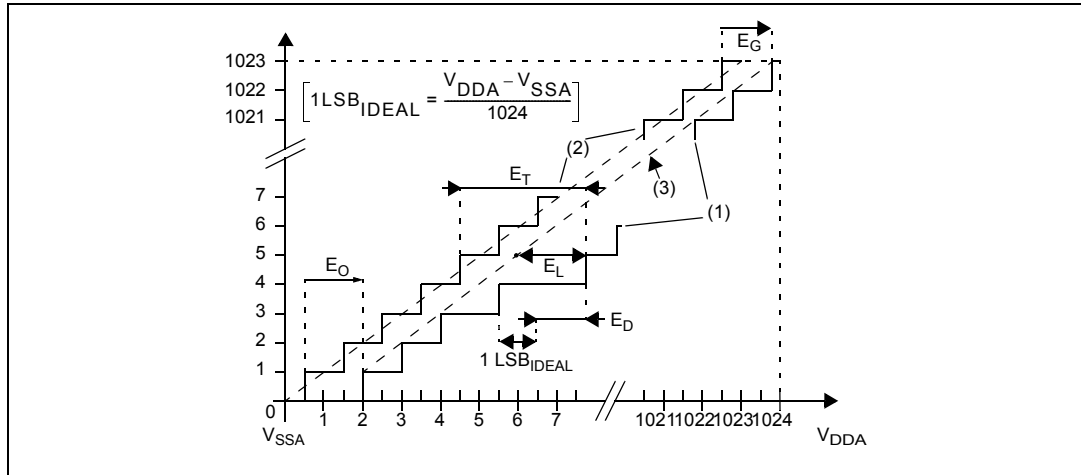 E_G
1023
1022
1021
[1LSB_IDEAL = (V_DDA − V_SSA) / 1024]
(2)
E_T
(3)
(1)
7
6
5
4
3
2
1
0
E_O
E_L
E_D
1 LSB_IDEAL
1 2 3 4 5 6 7 1021 1022 1023 1024
V_SSA V_DDA